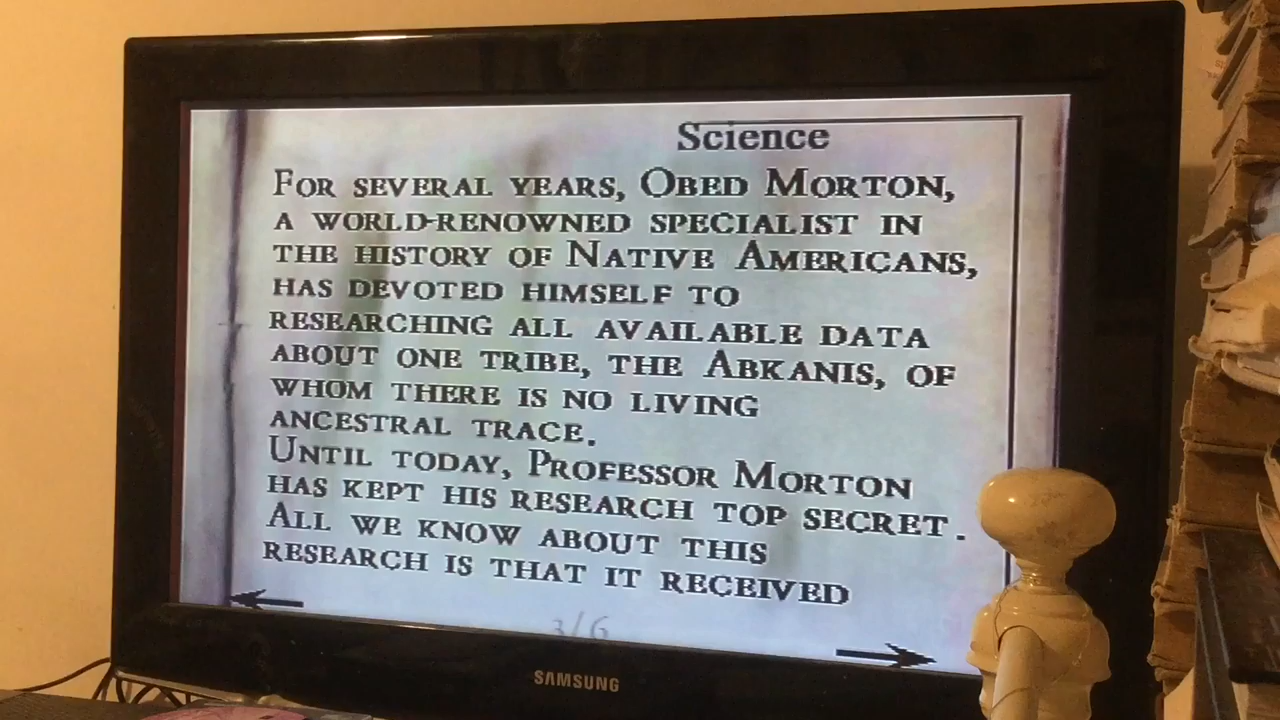 Science
FOR SEVERAL YEARS, OBED MORTON,
A WORLD-RENOWNED SPECIALIST IN
THE HISTORY OF NATIVE AMERICANS,
HAS DEVOTED HIMSELF TO
RESEARCHING ALL AVAILABLE DATA
ABOUT ONE TRIBE, THE ABKANIS, OF
WHOM THERE IS NO LIVING
ANCESTRAL TRACE.
UNTIL TODAY, PROFESSOR MORTON
HAS KEPT HIS RESEARCH TOP SECRET.
ALL WE KNOW ABOUT THIS
RESEARCH IS THAT IT RECEIVED
3/6
SAMSUNG